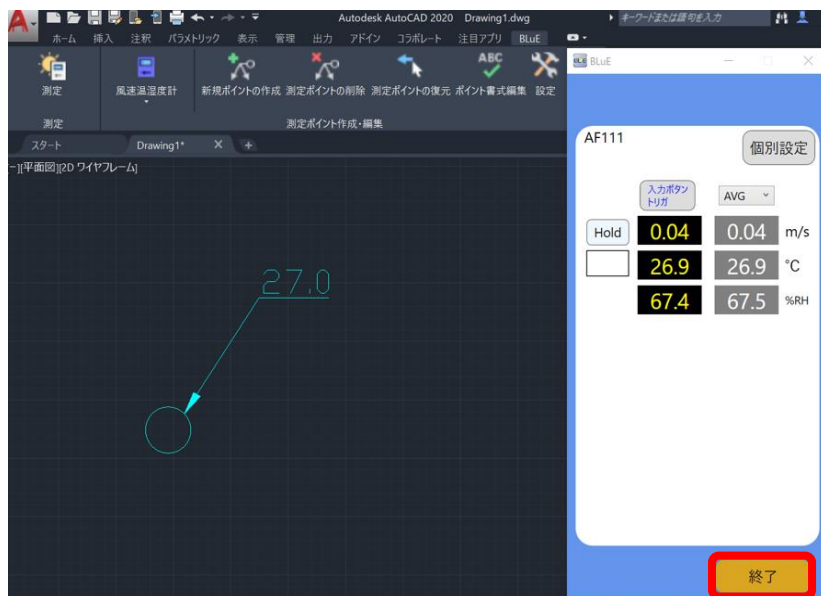 Autodesk AutoCAD 2020 Drawing1.dwg
キーワードまたは語句を入力
ホーム 挿入 注釈 パラメトリック 表示 管理 出力 アドイン コラボレート 注目アプリ BLuE
測定
風速温湿度計
新規ポイントの作成 測定ポイントの削除 測定ポイントの復元 ポイント書式編集 設定
ABC
測定
測定ポイント作成・編集
スタート
Drawing1*
-][平面図][2D ワイヤフレーム]
27.0
BLuE
AF111
個別設定
入力ボタン
トリガ
AVG
Hold 0.04 0.04 m/s
26.9 26.9 °C
67.4 67.5 %RH
終了